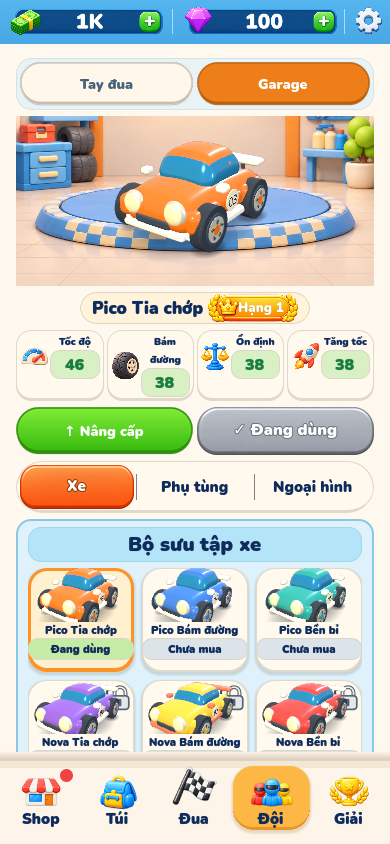 1K
100
Tay đua
Garage
03
Pico Tia chớp
Hạng 1
Tốc độ
46
Bám đường
38
Ổn định
38
Tăng tốc
38
↑ Nâng cấp
✓ Đang dùng
Xe
Phụ tùng
Ngoại hình
Bộ sưu tập xe
Pico Tia chớp
Đang dùng
Pico Bám đường
Chưa mua
Pico Bền bỉ
Chưa mua
Nova Tia chớp
Nova Bám đường
Nova Bền bỉ
Shop
Túi
Đua
Đội
Giải